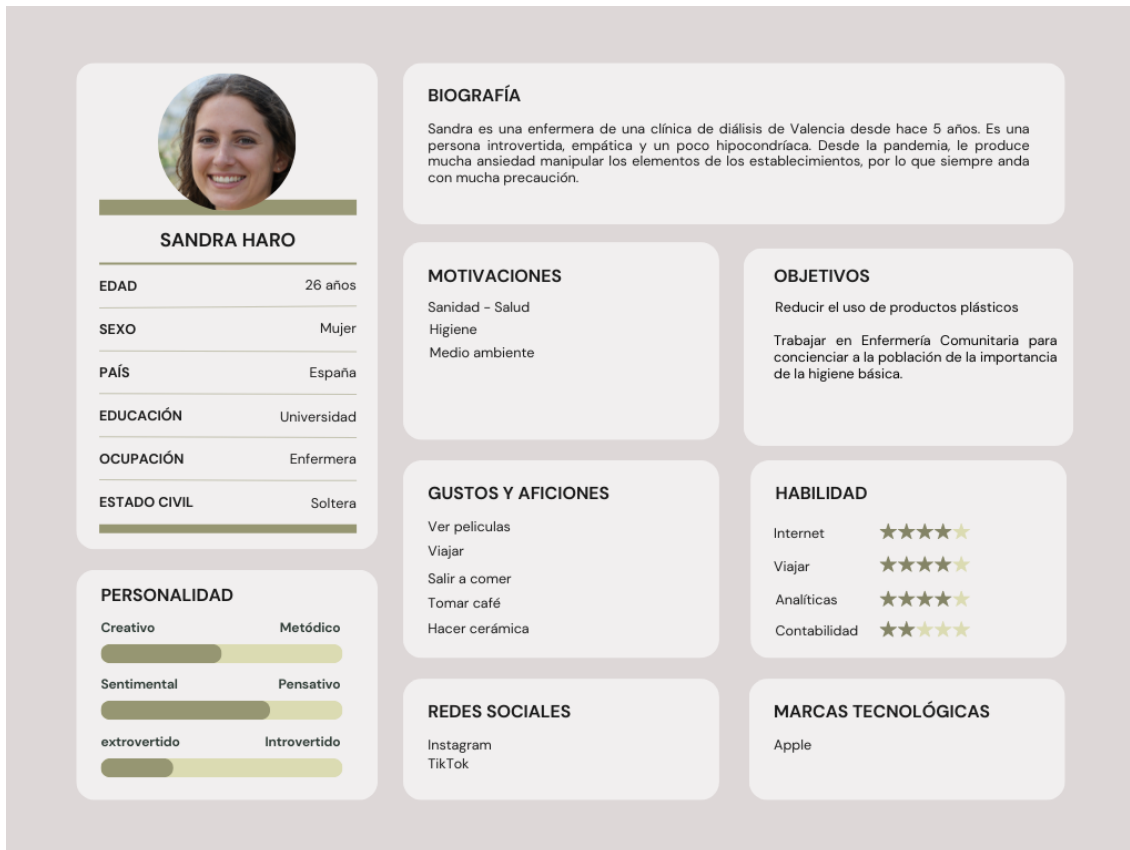 SANDRA HARO
EDAD 26 años
SEXO Mujer
PAÍS España
EDUCACIÓN Universidad
OCUPACIÓN Enfermera
ESTADO CIVIL Soltera
PERSONALIDAD
Creativo Metódico
Sentimental Pensativo
extrovertido Introvertido
BIOGRAFÍA
Sandra es una enfermera de una clínica de diálisis de Valencia desde hace 5 años. Es una
persona introvertida, empática y un poco hipocondríaca. Desde la pandemia, le produce
mucha ansiedad manipular los elementos de los establecimientos, por lo que siempre anda
con mucha precaución.
MOTIVACIONES
Sanidad - Salud
Higiene
Medio ambiente
OBJETIVOS
Reducir el uso de productos plásticos
Trabajar en Enfermería Comunitaria para
concienciar a la población de la importancia
de la higiene básica.
GUSTOS Y AFICIONES
Ver peliculas
Viajar
Salir a comer
Tomar café
Hacer cerámica
HABILIDAD
Internet
Viajar
Analíticas
Contabilidad
REDES SOCIALES
Instagram
TikTok
MARCAS TECNOLÓGICAS
Apple